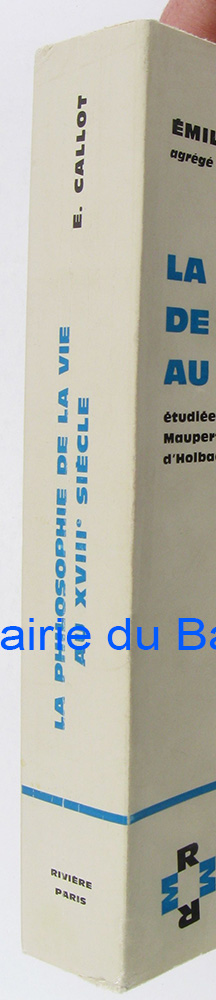 E. CALLOT
LA PHILOSOPHIE DE LA VIE
AU XVIIIᵉ SIÈCLE
RIVIÈRE
PARIS
ÉMIL
agrégé
LA
DE
AU
étudiée
Mauper
d'Holba
airie du Ba
R
M
M
R